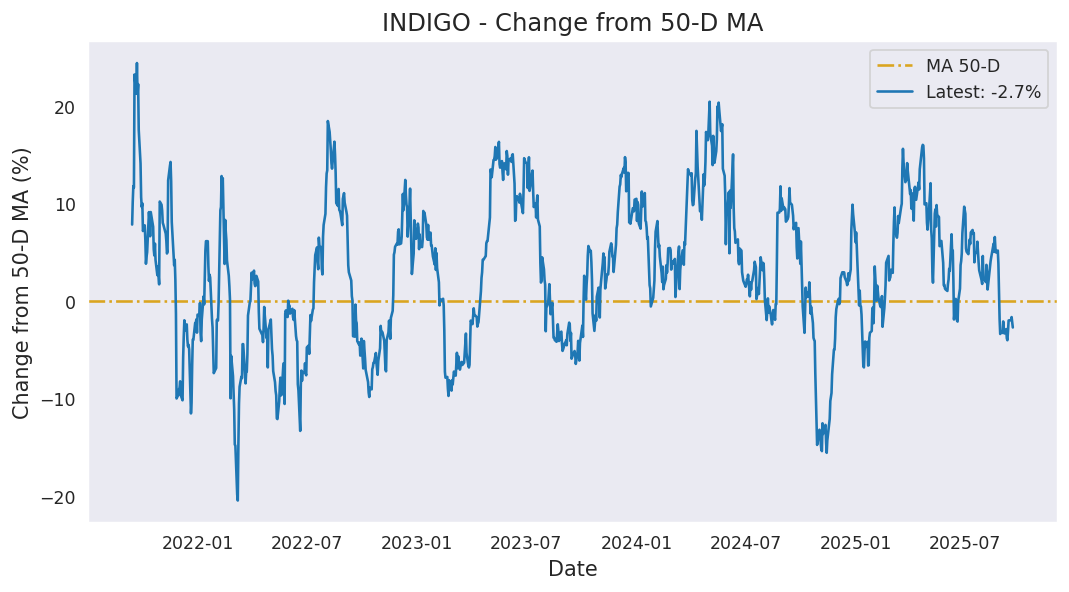 INDIGO - Change from 50-D MA
MA 50-D
Latest: -2.7%
Change from 50-D MA (%)
20
10
0
−10
−20
2022-01 2022-07 2023-01 2023-07 2024-01 2024-07 2025-01 2025-07
Date